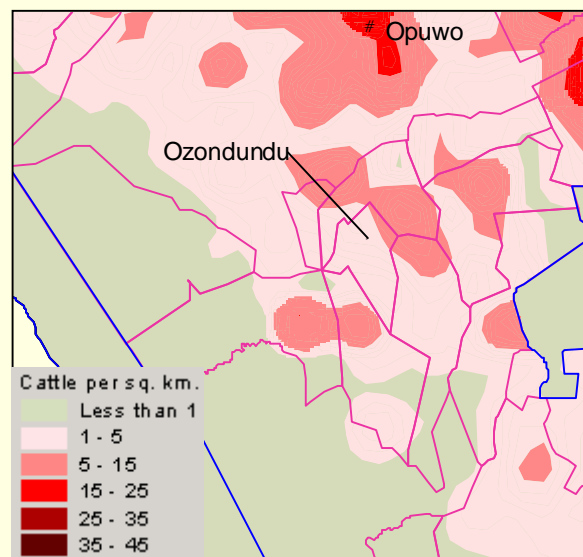 # Opuwo
Ozondundu
Cattle per sq. km.
Less than 1
1 - 5
5 - 15
15 - 25
25 - 35
35 - 45